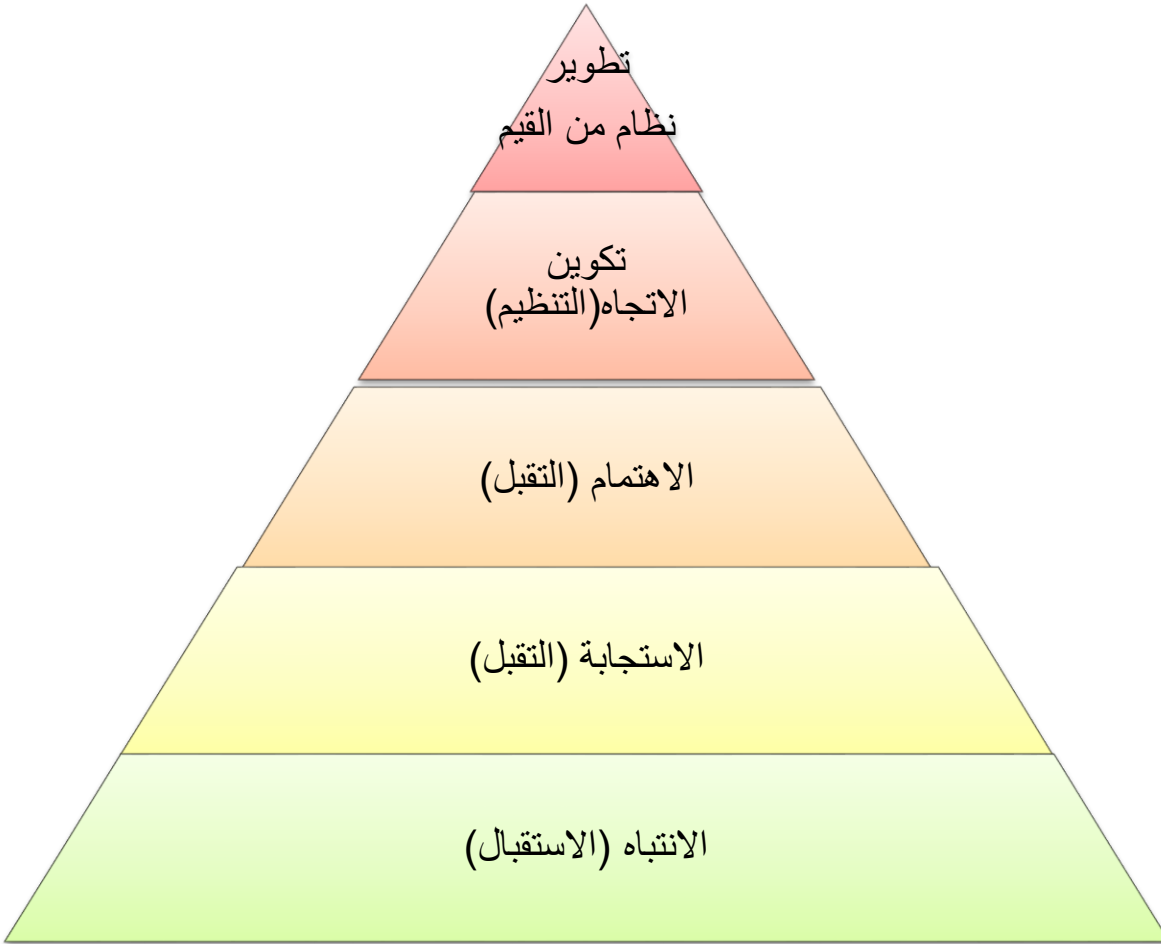 تطوير
نظام من القيم
تكوين
الاتجاه(التنظيم)
الاهتمام (التقبل)
الاستجابة (التقبل)
الانتباه (الاستقبال)